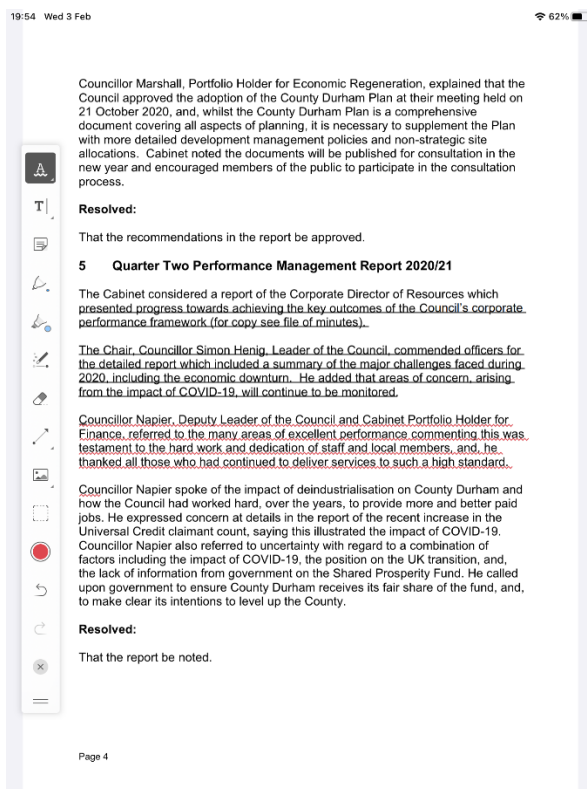 19:54 Wed 3 Feb
62%
Councillor Marshall, Portfolio Holder for Economic Regeneration, explained that the
Council approved the adoption of the County Durham Plan at their meeting held on
21 October 2020, and, whilst the County Durham Plan is a comprehensive
document covering all aspects of planning, it is necessary to supplement the Plan
with more detailed development management policies and non-strategic site
allocations. Cabinet noted the documents will be published for consultation in the
new year and encouraged members of the public to participate in the consultation
process.
Resolved:
That the recommendations in the report be approved.
5 Quarter Two Performance Management Report 2020/21
The Cabinet considered a report of the Corporate Director of Resources which
presented progress towards achieving the key outcomes of the Council's corporate
performance framework (for copy see file of minutes).
The Chair, Councillor Simon Henig, Leader of the Council, commended officers for
the detailed report which included a summary of the major challenges faced during
2020, including the economic downturn. He added that areas of concern, arising
from the impact of COVID-19, will continue to be monitored.
Councillor Napier, Deputy Leader of the Council and Cabinet Portfolio Holder for
Finance, referred to the many areas of excellent performance commenting this was
testament to the hard work and dedication of staff and local members, and, he
thanked all those who had continued to deliver services to such a high standard.
Councillor Napier spoke of the impact of deindustrialisation on County Durham and
how the Council had worked hard, over the years, to provide more and better paid
jobs. He expressed concern at details in the report of the recent increase in the
Universal Credit claimant count, saying this illustrated the impact of COVID-19.
Councillor Napier also referred to uncertainty with regard to a combination of
factors including the impact of COVID-19, the position on the UK transition, and,
the lack of information from government on the Shared Prosperity Fund. He called
upon government to ensure County Durham receives its fair share of the fund, and,
to make clear its intentions to level up the County.
Resolved:
That the report be noted.
Page 4
A
T